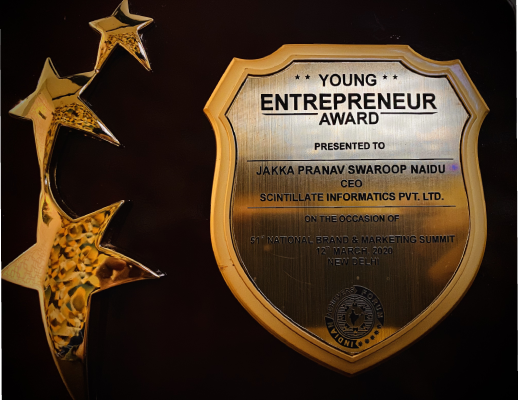 ** YOUNG **
ENTREPRENEUR
AWARD
PRESENTED TO
JAKKA PRANAV SWAROOP NAIDU
CEO
SCINTILLATE INFORMATICS PVT. LTD.
ON THE OCCASION OF
NATIONAL BRAND & MARKETING SUMMIT
MARCH, 2020
NEW DELHI
INDIAN